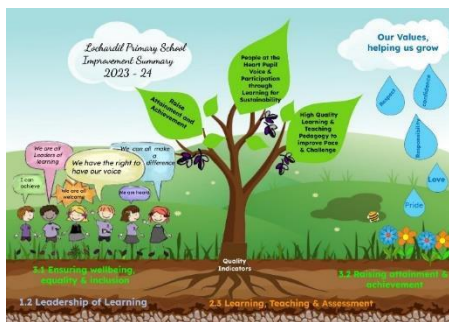 Lochardil Primary School
Improvement Summary
2023 - 24
Raise
Attainment and
Achievement
People at the
Heart Pupil
Voice &
Participation
through
Learning for
Sustainability
High Quality
Learning &
Teaching
Pedagogy to
improve Pace
& Challenge
Our Values,
helping us grow
Respect
Confidence
Responsibility
Love
Pride
We are all
Leaders of
learning
We can all make
a
difference
We have the right to
have our voice
I can
achieve
We are all
welcome
We are heard
Quality
Indicators
3.1 Ensuring wellbeing,
equality & inclusion
3.2 Raising attainment &
achievement
1.2 Leadership of Learning
2.3 Learning, Teaching & Assessment